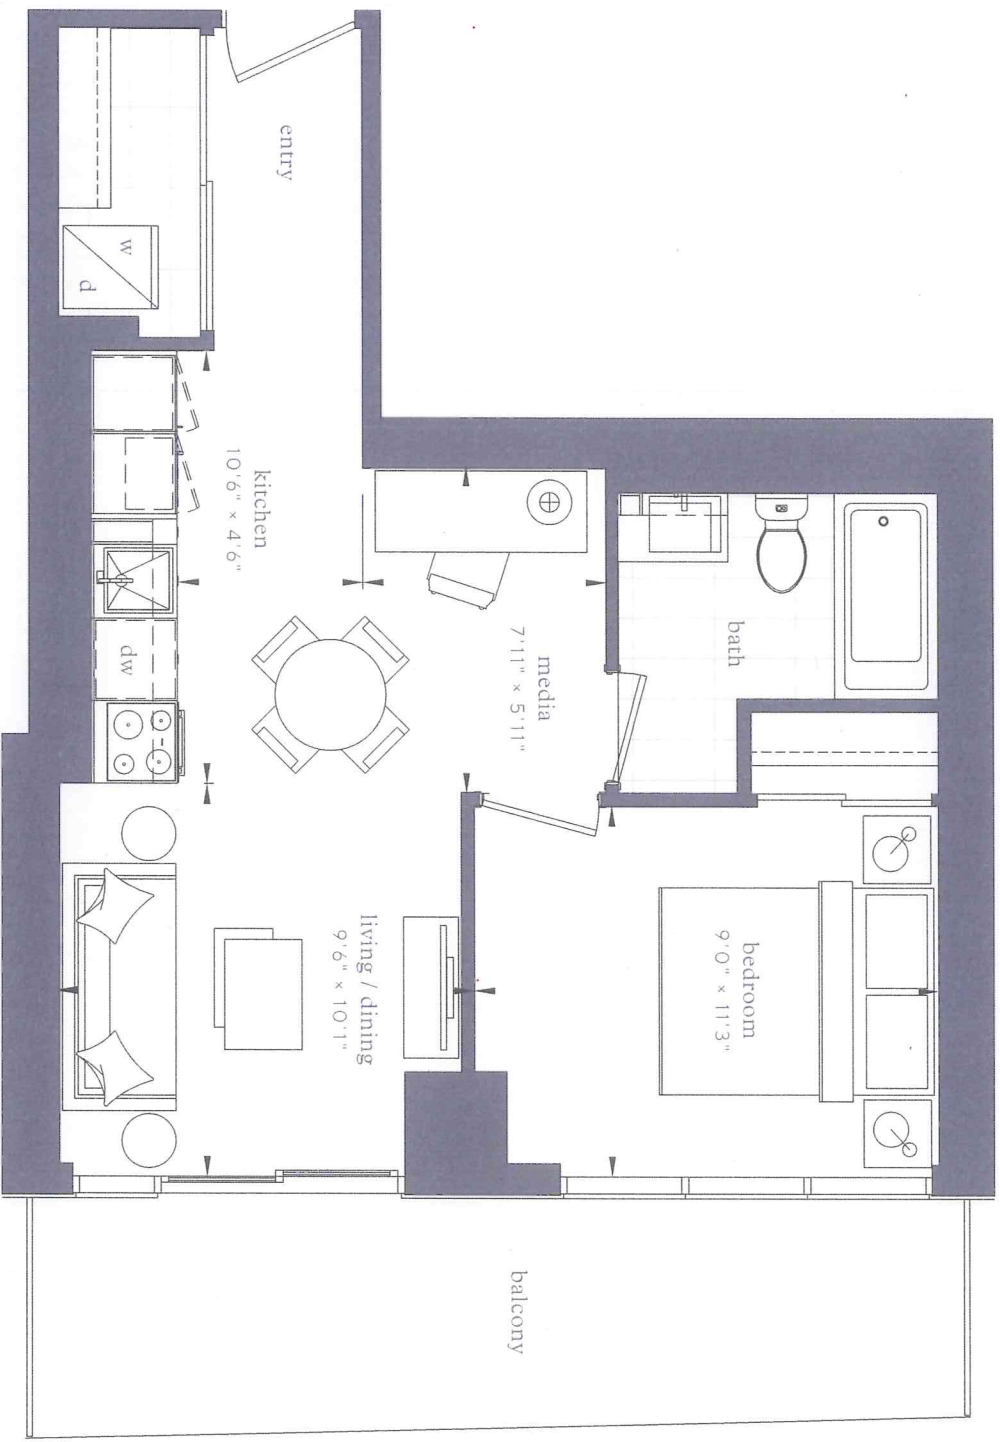 entry
w
d
kitchen
10'6" × 4'6"
dw
media
7'11" × 5'11"
bath
living / dining
9'6" × 10'1"
bedroom
9'0" × 11'3"
balcony